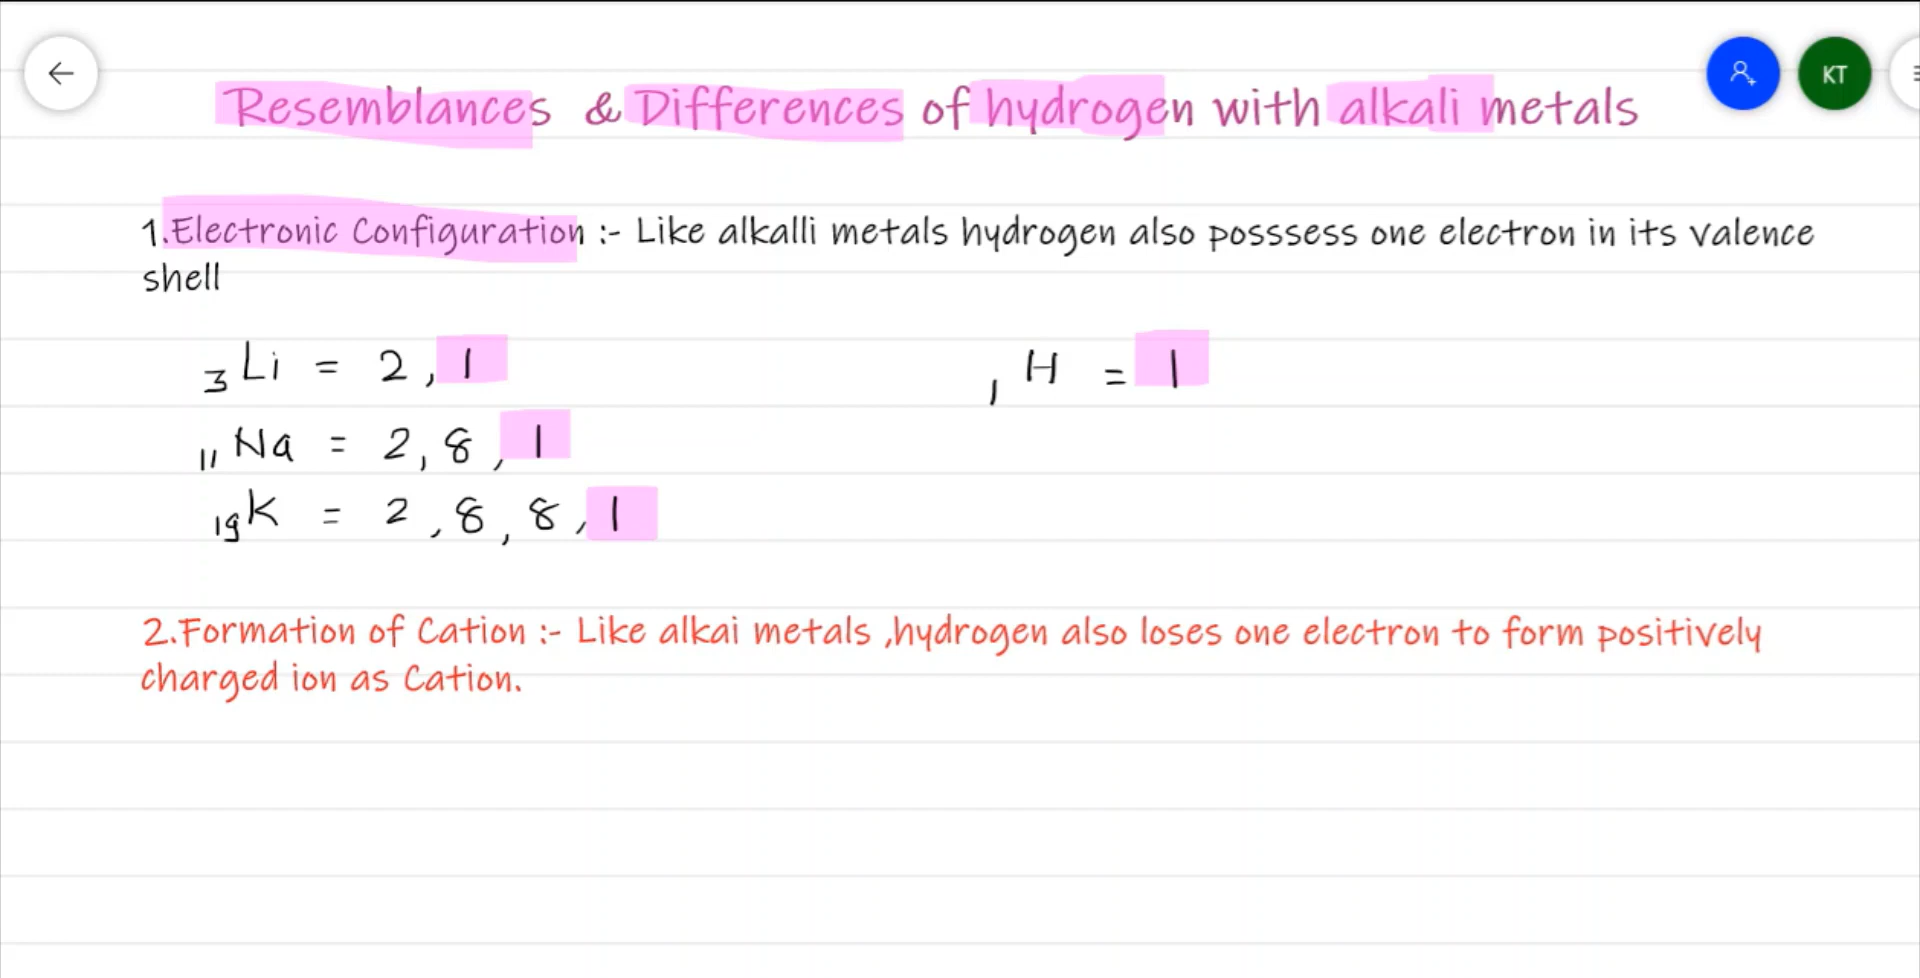 KT
Resemblances & Differences of hydrogen with alkali metals
1.Electronic Configuration :- Like alkalli metals hydrogen also posssess one electron in its valence
shell
₃Li = 2, 1
₁H = 1
₁₁Na = 2, 8, 1
₁₉K = 2, 8, 8, 1
2.Formation of Cation :- Like alkai metals ,hydrogen also loses one electron to form positively
charged ion as Cation.